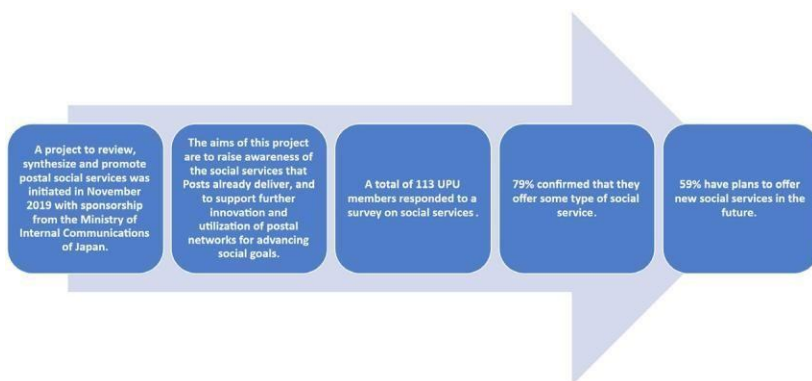 A project to review,
synthesize and promote
postal social services was
initiated in November
2019 with sponsorship
from the Ministry of
Internal Communications
of Japan.
The aims of this project
are to raise awareness of
the social services that
Posts already deliver, and
to support further
innovation and
utilization of postal
networks for advancing
social goals.
A total of 113 UPU
members responded to a
survey on social services .
79% confirmed that they
offer some type of social
service.
59% have plans to offer
new social services in the
future.